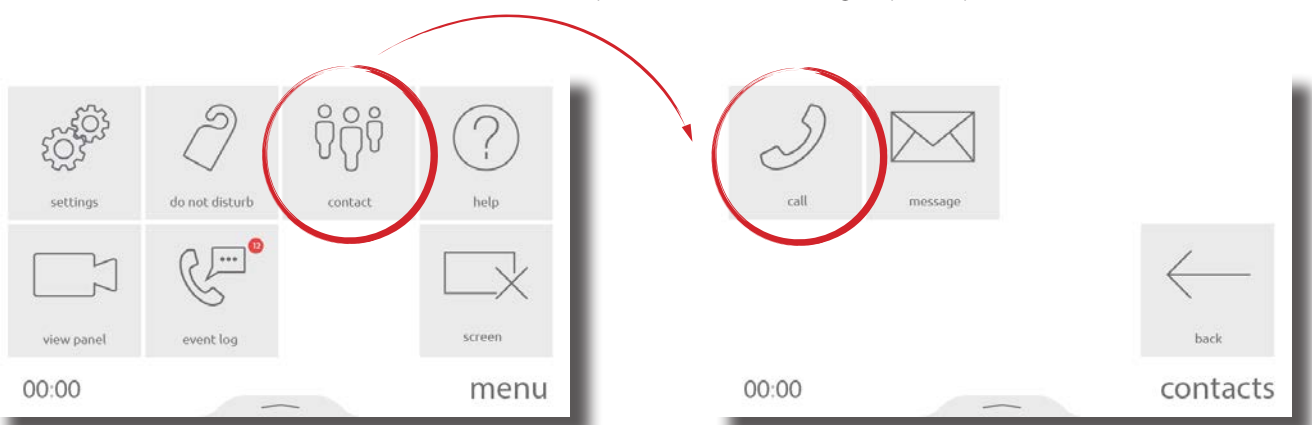 settings
do not disturb
contact
help
view panel
12
event log
screen
00:00
menu
call
message
back
00:00
contacts